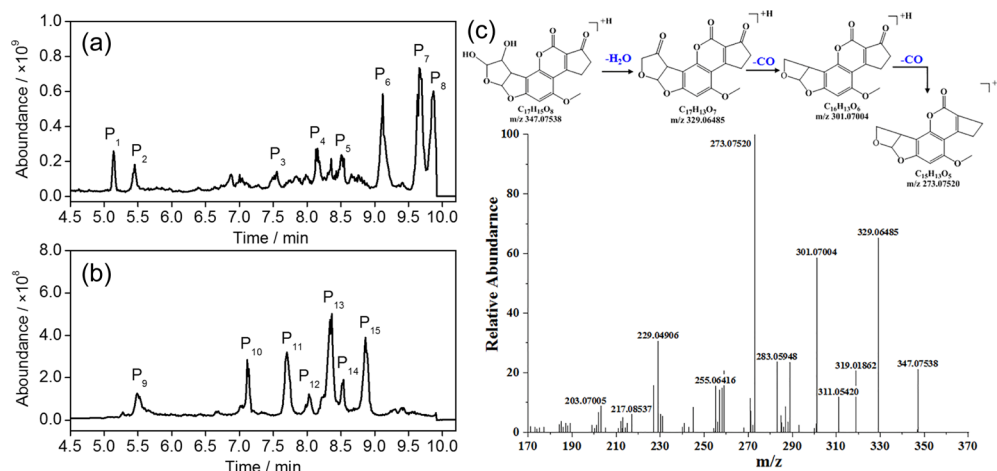 (a)
Aboundance / ×10⁹
1.0
0.8
0.6
0.4
0.2
0.0
P₁ P₂ P₃ P₄ P₅ P₆ P₇ P₈
4.5 5.0 5.5 6.0 6.5 7.0 7.5 8.0 8.5 9.0 9.5 10.0
Time / min
(b)
Aboundance / ×10⁸
8.0
6.0
4.0
2.0
0.0
P₉ P₁₀ P₁₁ P₁₂ P₁₃ P₁₄ P₁₅
4.5 5.0 5.5 6.0 6.5 7.0 7.5 8.0 8.5 9.0 9.5 10.0
Time / min
(c)
HO OH O O O O O O
+H
C₁₇H₁₅O₈
m/z 347.07538
-H₂O
O O O O O O O
+H
C₁₇H₁₃O₇
m/z 329.06485
-CO
O O O O O O
+H
C₁₆H₁₃O₆
m/z 301.07004
-CO
O O O O O
+
C₁₅H₁₃O₅
m/z 273.07520
Relative Abundarnce
100
80
60
40
20
0
203.07005
217.08537
229.04906
255.06416
273.07520
283.05948
301.07004
311.05420
319.01862
329.06485
347.07538
170 190 210 230 250 270 290 310 330 350 370
m/z